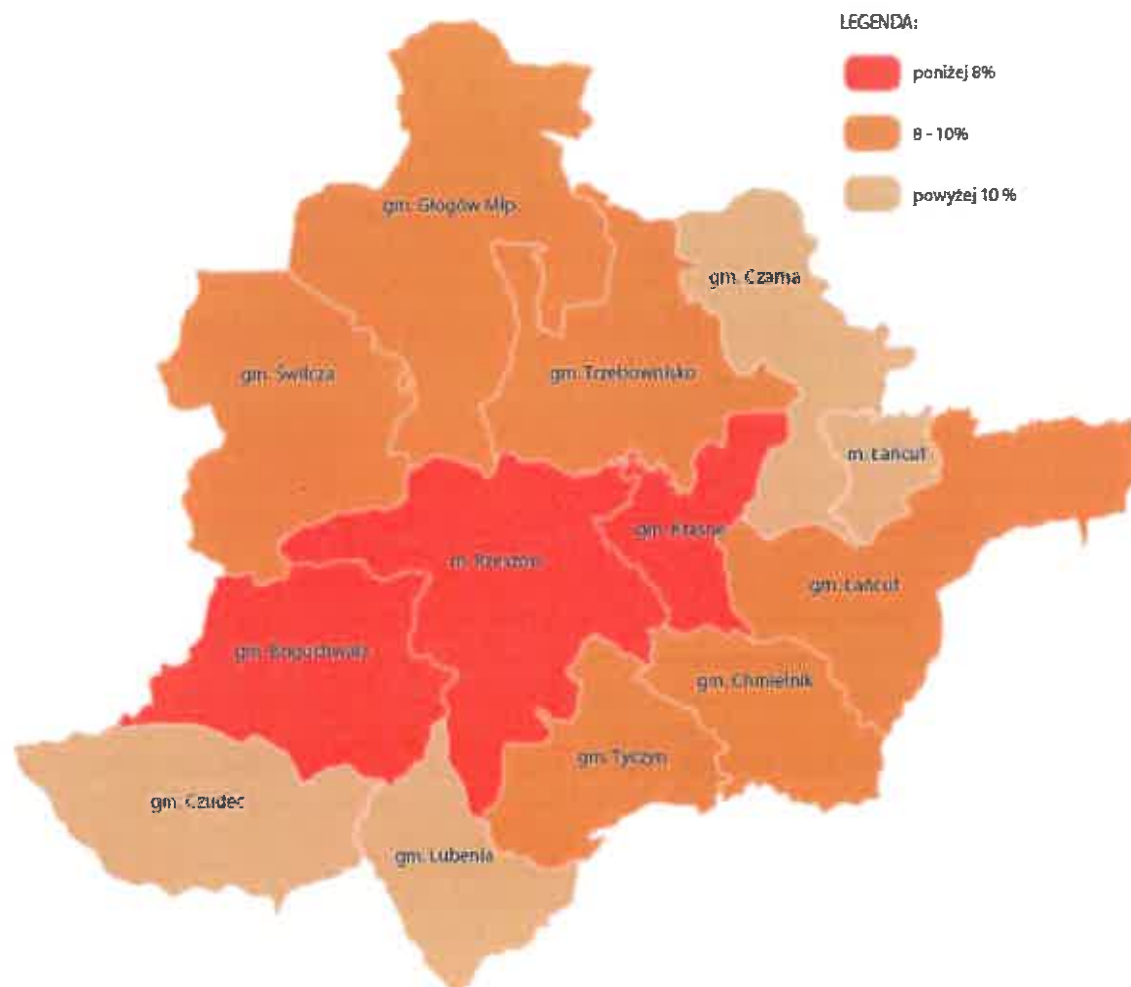 LEGENDA:
poniżej 8%
8 - 10%
powyżej 10 %
gm. Głogów Młp.
gm. Czarna
gm. Świlcza
gm. Trzebownisko
m. Łańcut
gm. Krasne
m. Rzeszów
gm. Łańcut
gm. Boguchwała
gm. Chmielnik
gm. Tyczyn
gm. Czudec
gm. Lubenia